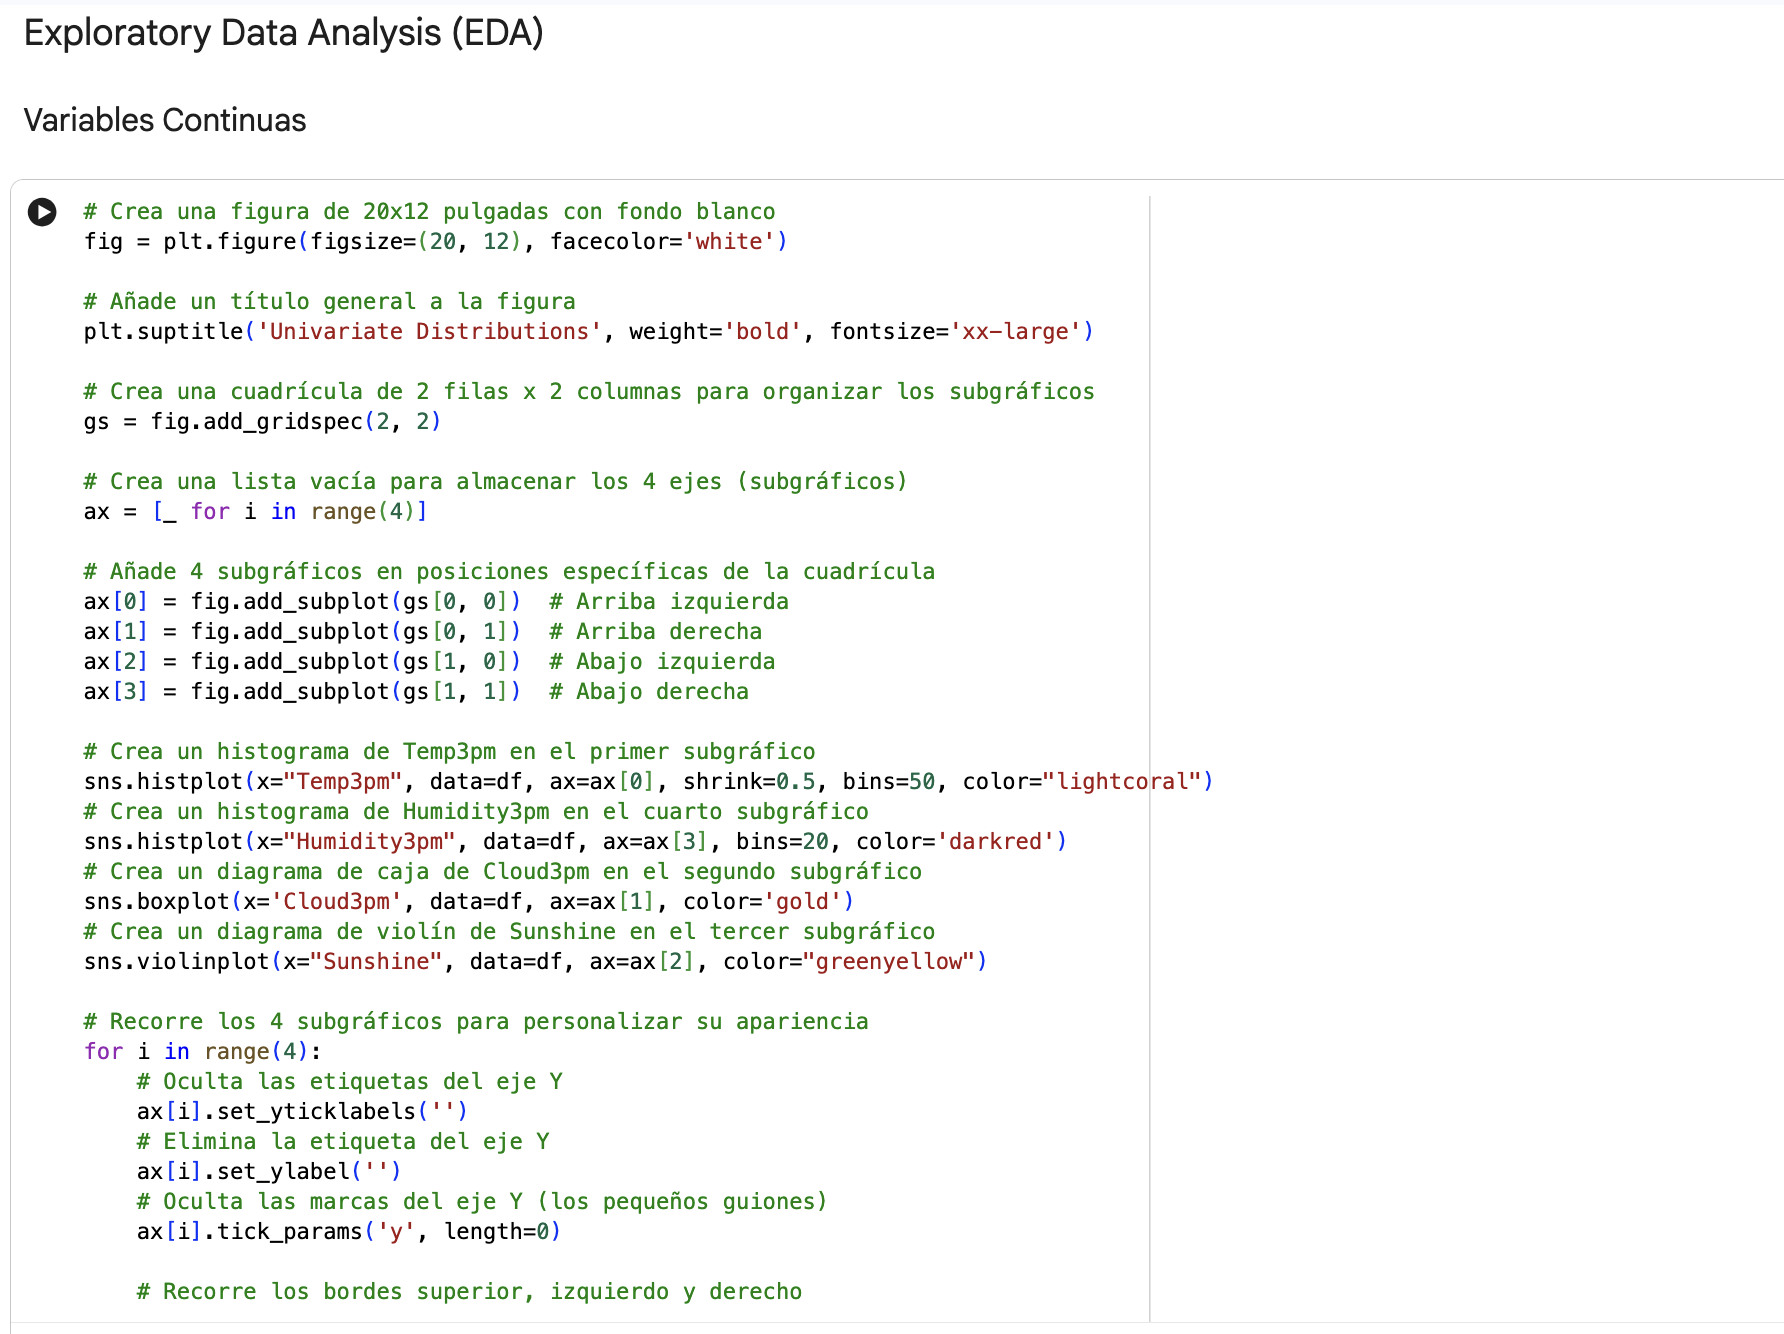 Exploratory Data Analysis (EDA)
Variables Continuas
# Crea una figura de 20x12 pulgadas con fondo blanco
fig = plt.figure(figsize=(20, 12), facecolor='white')
# Añade un título general a la figura
plt.suptitle('Univariate Distributions', weight='bold', fontsize='xx-large')
# Crea una cuadrícula de 2 filas x 2 columnas para organizar los subgráficos
gs = fig.add_gridspec(2, 2)
# Crea una lista vacía para almacenar los 4 ejes (subgráficos)
ax = [_ for i in range(4)]
# Añade 4 subgráficos en posiciones específicas de la cuadrícula
ax[0] = fig.add_subplot(gs[0, 0])  # Arriba izquierda
ax[1] = fig.add_subplot(gs[0, 1])  # Arriba derecha
ax[2] = fig.add_subplot(gs[1, 0])  # Abajo izquierda
ax[3] = fig.add_subplot(gs[1, 1])  # Abajo derecha
# Crea un histograma de Temp3pm en el primer subgráfico
sns.histplot(x="Temp3pm", data=df, ax=ax[0], shrink=0.5, bins=50, color="lightcoral")
# Crea un histograma de Humidity3pm en el cuarto subgráfico
sns.histplot(x="Humidity3pm", data=df, ax=ax[3], bins=20, color='darkred')
# Crea un diagrama de caja de Cloud3pm en el segundo subgráfico
sns.boxplot(x='Cloud3pm', data=df, ax=ax[1], color='gold')
# Crea un diagrama de violín de Sunshine en el tercer subgráfico
sns.violinplot(x="Sunshine", data=df, ax=ax[2], color="greenyellow")
# Recorre los 4 subgráficos para personalizar su apariencia
for i in range(4):
    # Oculta las etiquetas del eje Y
    ax[i].set_yticklabels('')
    # Elimina la etiqueta del eje Y
    ax[i].set_ylabel('')
    # Oculta las marcas del eje Y (los pequeños guiones)
    ax[i].tick_params('y', length=0)
    # Recorre los bordes superior, izquierdo y derecho